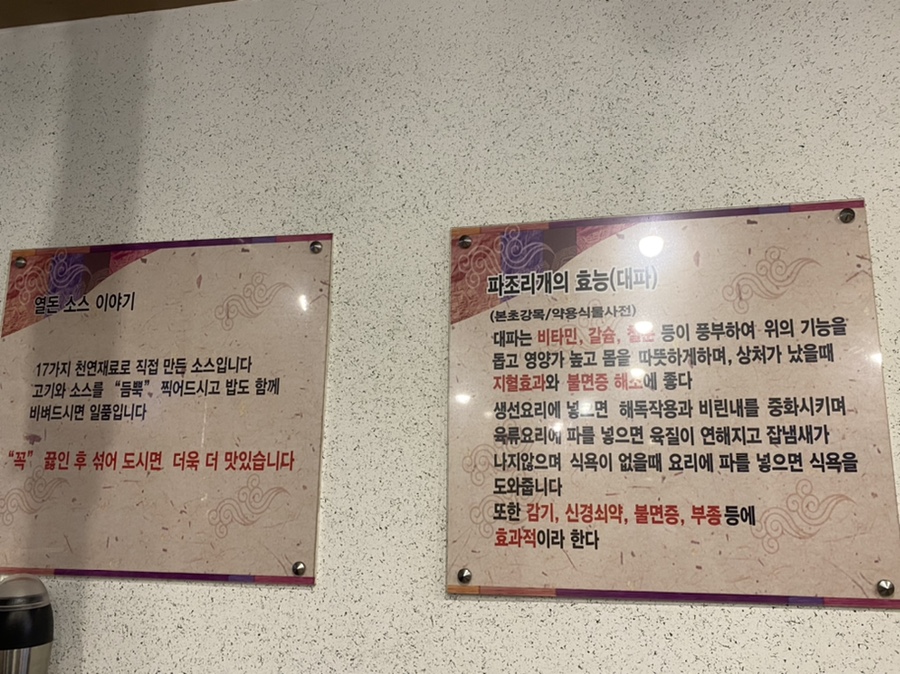 열돈 소스 이야기
17가지 천연재료로 직접 만든 소스입니다
고기와 소스를 “듬뿍” 찍어드시고 밥도 함께
비벼드시면 일품입니다
“꼭” 끓인 후 섞어 도시면 더욱 더 맛있습니다
파조리개의 효능(대파)
(본초강목/약용식물사전)
대파는 비타민, 칼슘, 등이 풍부하여 위의 기능을
돕고 영양가 높고 몸을 따뜻하게하며, 상처가 났을때
지혈효과와 불면증 해소에 좋다
생선요리에 넣으면 해독작용과 비린내를 중화시키며
육류요리에 파를 넣으면 육질이 연해지고 잡냄새가
나지않으며 식욕이 없을때 요리에 파를 넣으면 식욕을
도와줍니다
또한 감기, 신경쇠약, 불면증, 부종 등에
효과적이라 한다